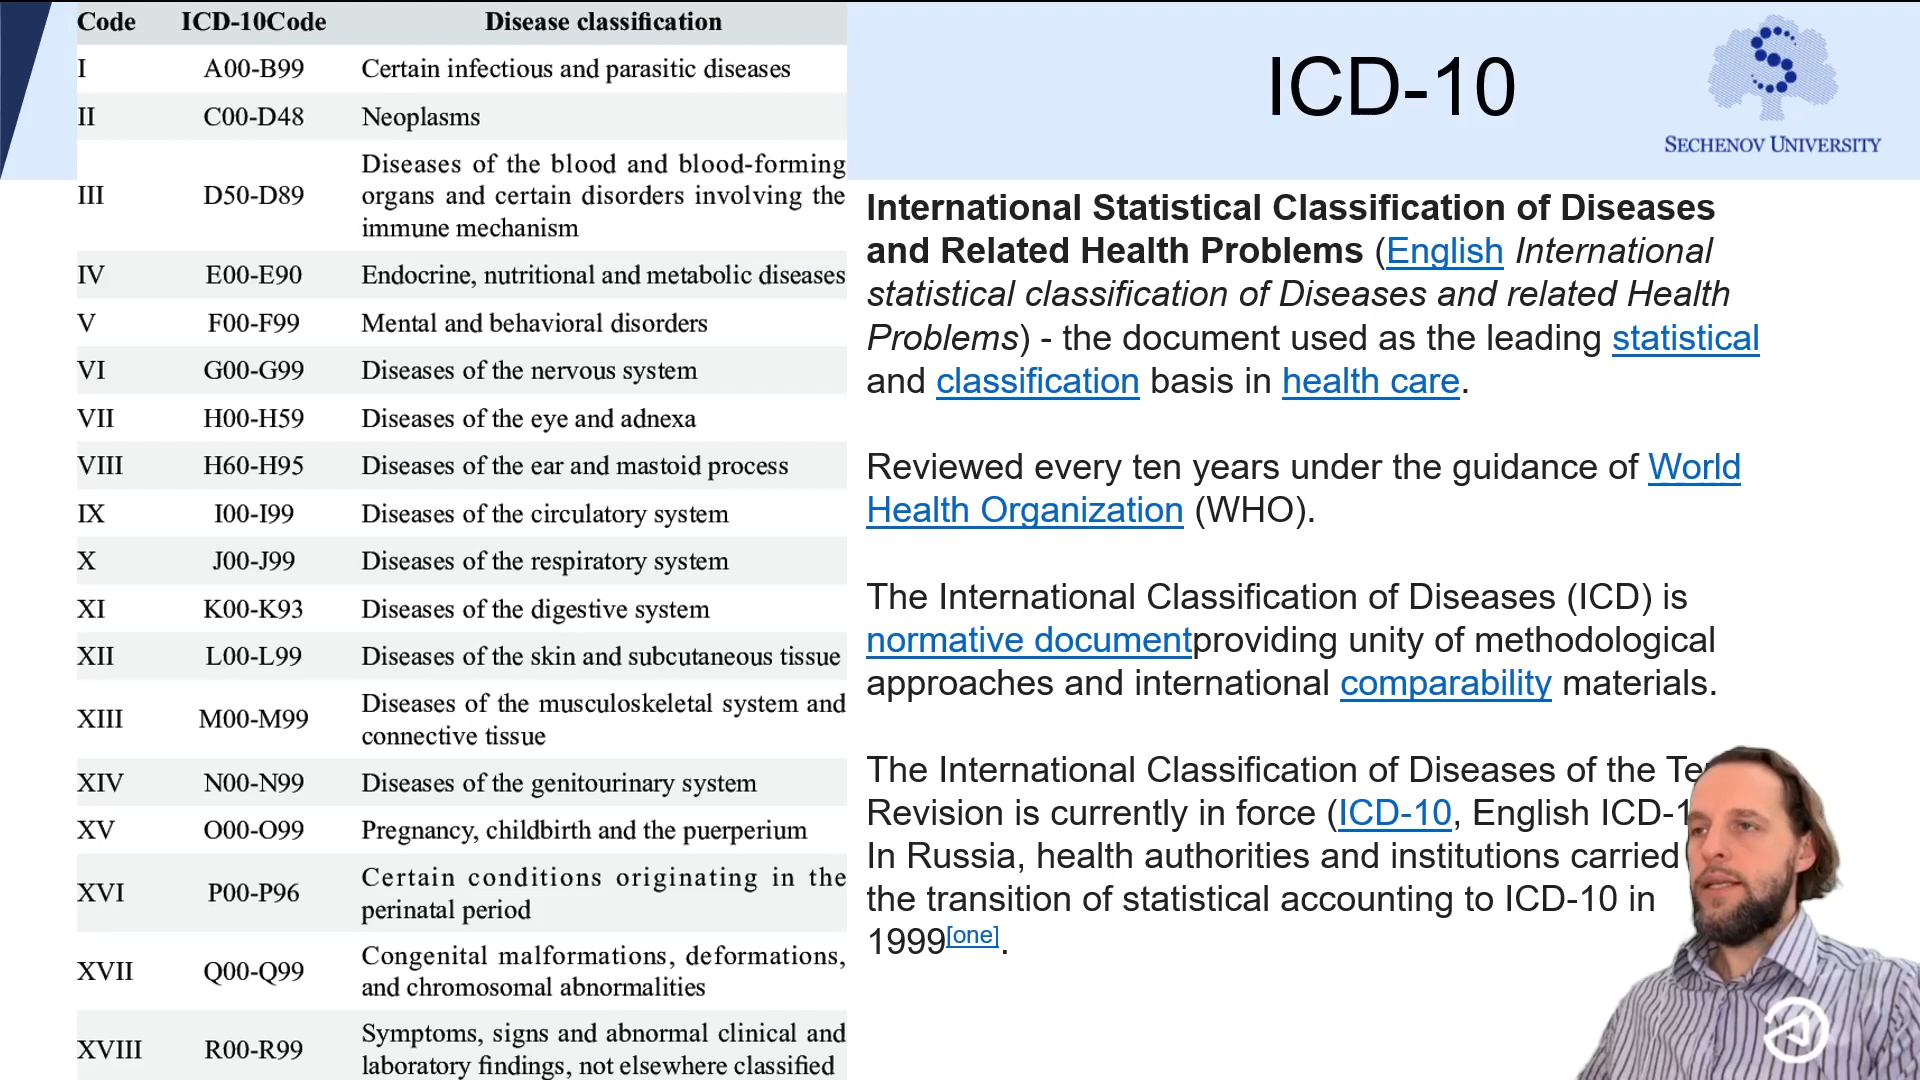 Code ICD-10Code Disease classification
I A00-B99 Certain infectious and parasitic diseases
II C00-D48 Neoplasms
III D50-D89 Diseases of the blood and blood-forming
organs and certain disorders involving the
immune mechanism
IV E00-E90 Endocrine, nutritional and metabolic diseases
V F00-F99 Mental and behavioral disorders
VI G00-G99 Diseases of the nervous system
VII H00-H59 Diseases of the eye and adnexa
VIII H60-H95 Diseases of the ear and mastoid process
IX I00-I99 Diseases of the circulatory system
X J00-J99 Diseases of the respiratory system
XI K00-K93 Diseases of the digestive system
XII L00-L99 Diseases of the skin and subcutaneous tissue
XIII M00-M99 Diseases of the musculoskeletal system and
connective tissue
XIV N00-N99 Diseases of the genitourinary system
XV O00-O99 Pregnancy, childbirth and the puerperium
XVI P00-P96 Certain conditions originating in the
perinatal period
XVII Q00-Q99 Congenital malformations, deformations,
and chromosomal abnormalities
XVIII R00-R99 Symptoms, signs and abnormal clinical and
laboratory findings, not elsewhere classified
ICD-10
SECHENOV UNIVERSITY
International Statistical Classification of Diseases
and Related Health Problems (English International
statistical classification of Diseases and related Health
Problems) - the document used as the leading statistical
and classification basis in health care.
Reviewed every ten years under the guidance of World
Health Organization (WHO).
The International Classification of Diseases (ICD) is
normative documentproviding unity of methodological
approaches and international comparability materials.
The International Classification of Diseases of the
Revision is currently in force (ICD-10, English
In Russia, health authorities and institutions carried
the transition of statistical accounting to ICD-10 in
1999[one].